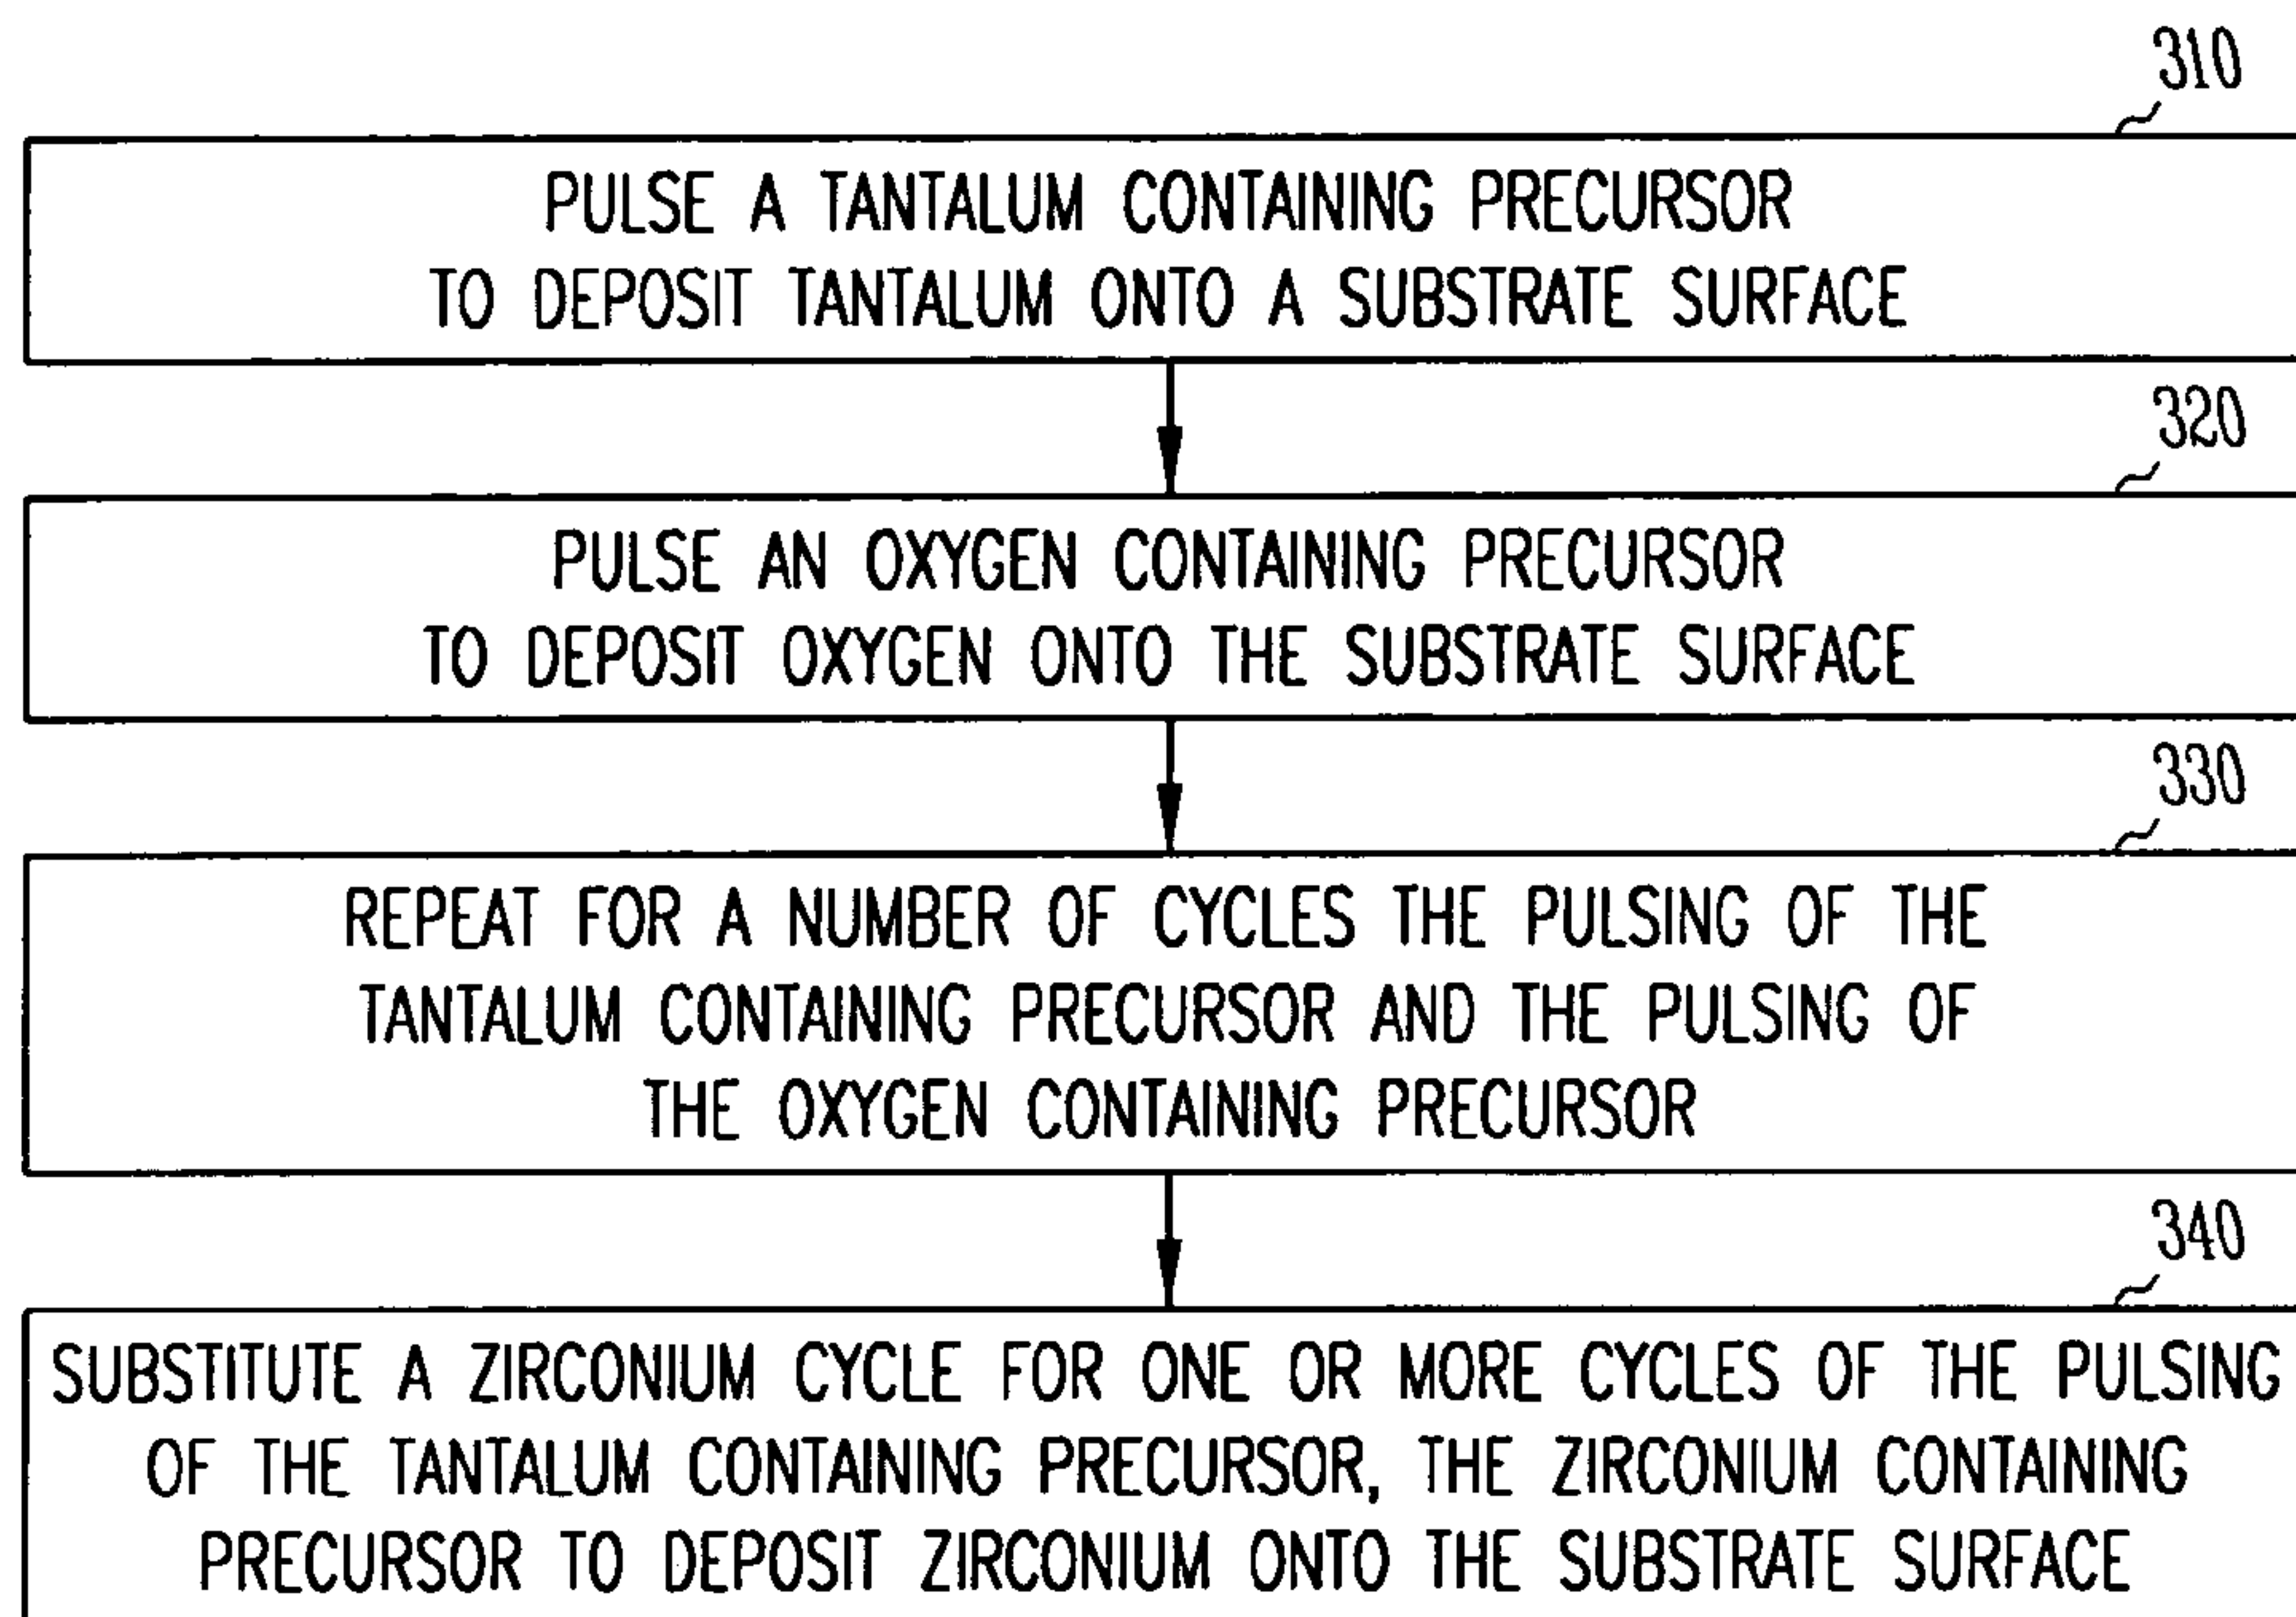 310
PULSE A TANTALUM CONTAINING PRECURSOR
TO DEPOSIT TANTALUM ONTO A SUBSTRATE SURFACE
320
PULSE AN OXYGEN CONTAINING PRECURSOR
TO DEPOSIT OXYGEN ONTO THE SUBSTRATE SURFACE
330
REPEAT FOR A NUMBER OF CYCLES THE PULSING OF THE
TANTALUM CONTAINING PRECURSOR AND THE PULSING OF
THE OXYGEN CONTAINING PRECURSOR
340
SUBSTITUTE A ZIRCONIUM CYCLE FOR ONE OR MORE CYCLES OF THE PULSING
OF THE TANTALUM CONTAINING PRECURSOR, THE ZIRCONIUM CONTAINING
PRECURSOR TO DEPOSIT ZIRCONIUM ONTO THE SUBSTRATE SURFACE